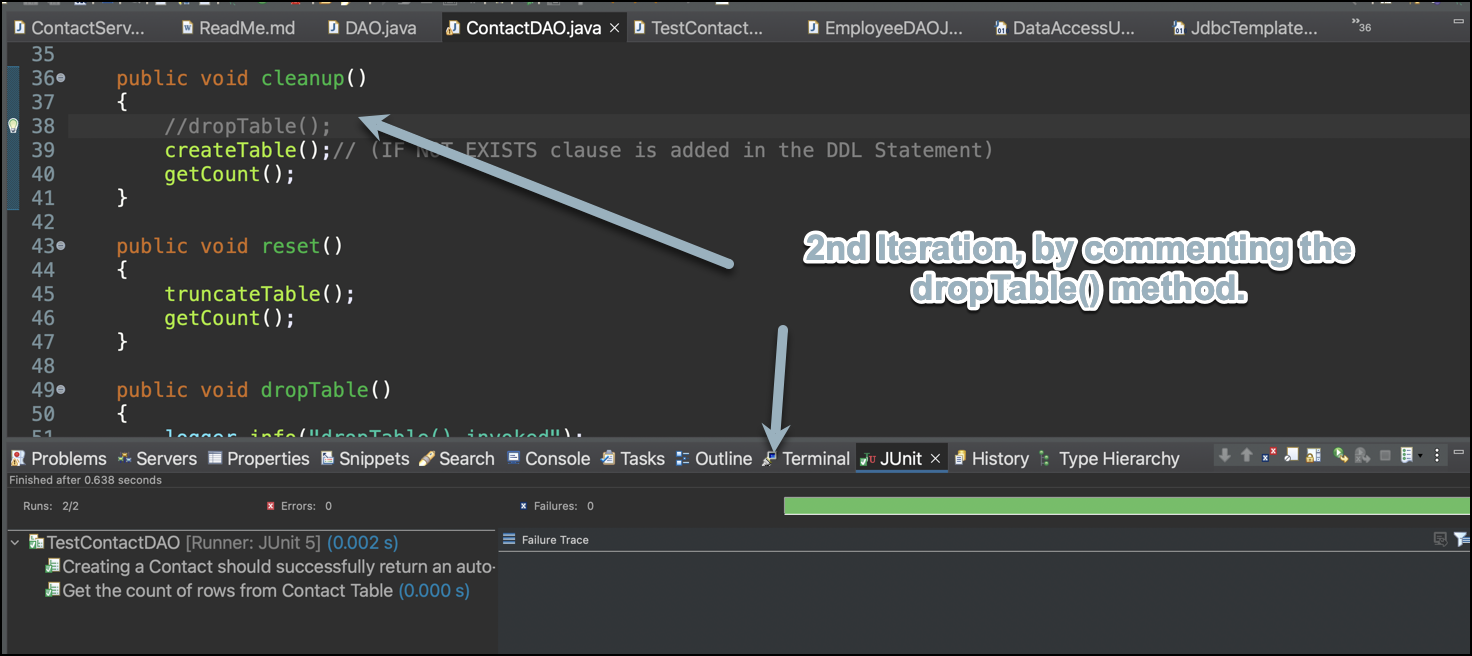 ContactServ... ReadMe.md DAO.java ContactDAO.java TestContact... EmployeeDAOJ... DataAccessU... JdbcTemplate... »36
35
36 public void cleanup()
37 {
38 //dropTable();
39 createTable();// (IF NOT EXISTS clause is added in the DDL Statement)
40 getCount();
41 }
42
43 public void reset()
44 {
45 truncateTable();
46 getCount();
47 }
48
49 public void dropTable()
50 {
51 logger.info("dropTable() invoked");
2nd Iteration, by commenting the
dropTable() method.
Problems Servers Properties Snippets Search Console Tasks Outline Terminal JUnit History Type Hierarchy
Finished after 0.638 seconds
Runs: 2/2 Errors: 0 Failures: 0
TestContactDAO [Runner: JUnit 5] (0.002 s)
Creating a Contact should successfully return an auto-
Get the count of rows from Contact Table (0.000 s)
Failure Trace